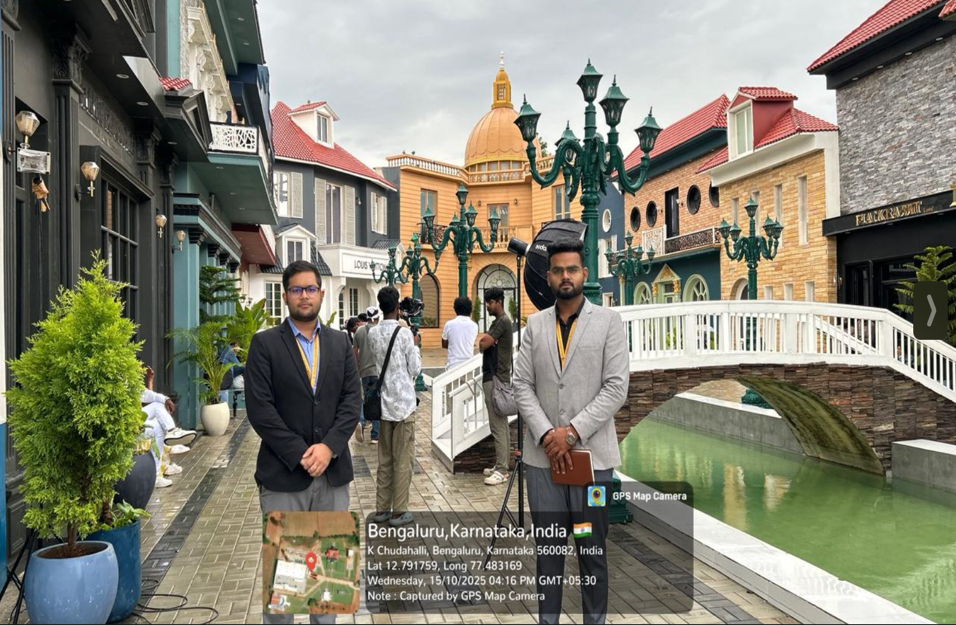 LOUIS V
GPS Map Camera
Bengaluru,Karnataka,India
K Chudahalli, Bengaluru, Karnataka 560082, India
Lat 12.791759, Long 77.483169
Wednesday, 15/10/2025 04:16 PM GMT+05:30
Note : Captured by GPS Map Camera